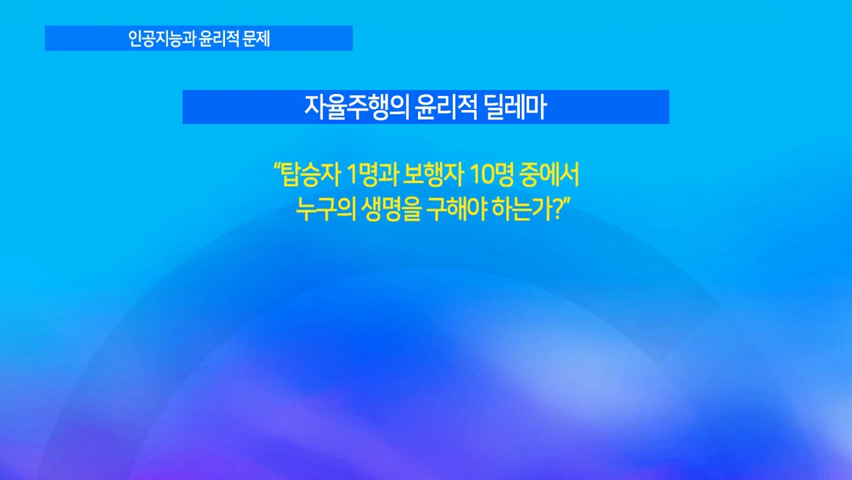 인공지능과 윤리적 문제
자율주행의 윤리적 딜레마
“탑승자 1명과 보행자 10명 중에서
누구의 생명을 구해야 하는가?”